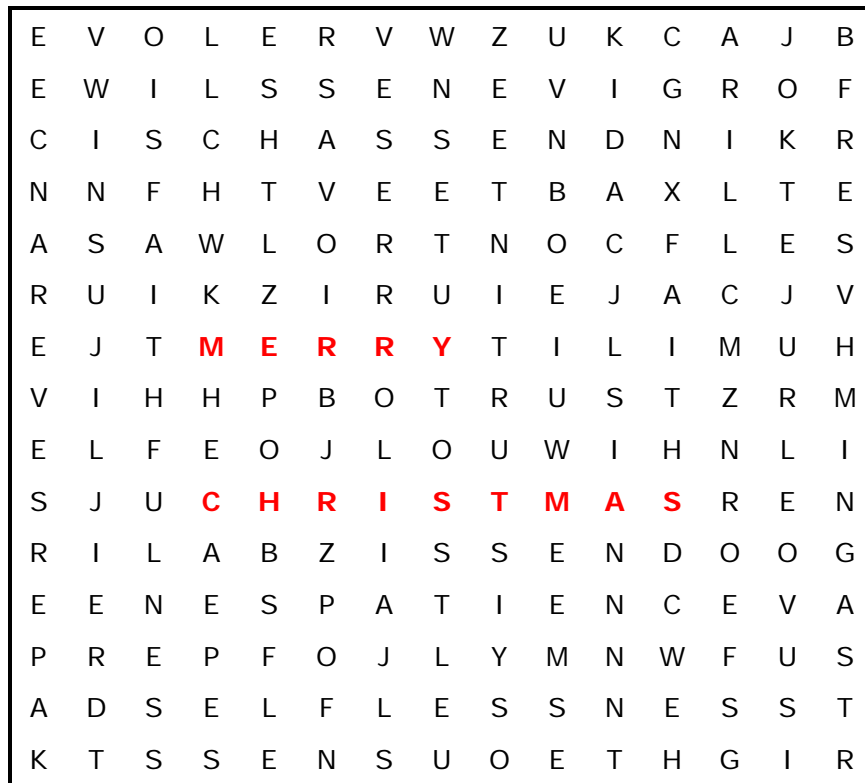 E V O L E R V W Z U K C A J B
E W I L S S E N E V I G R O F
C I S C H A S S E N D N I K R
N N F H T V E E T B A X L T E
A S A W L O R T N O C F L E S
R U I K Z I R U I E J A C J V
E J T M E R R Y T I L I M U H
V I H H P B O T R U S T Z R M
E L F E O J L O U W I H N L I
S J U C H R I S T M A S R E N
R I L A B Z I S S E N D O O G
E E N E S P A T I E N C E V A
P R E P F O J L Y M N W F U S
A D S E L F L E S S N E S S T
K T S S E N S U O E T H G I R